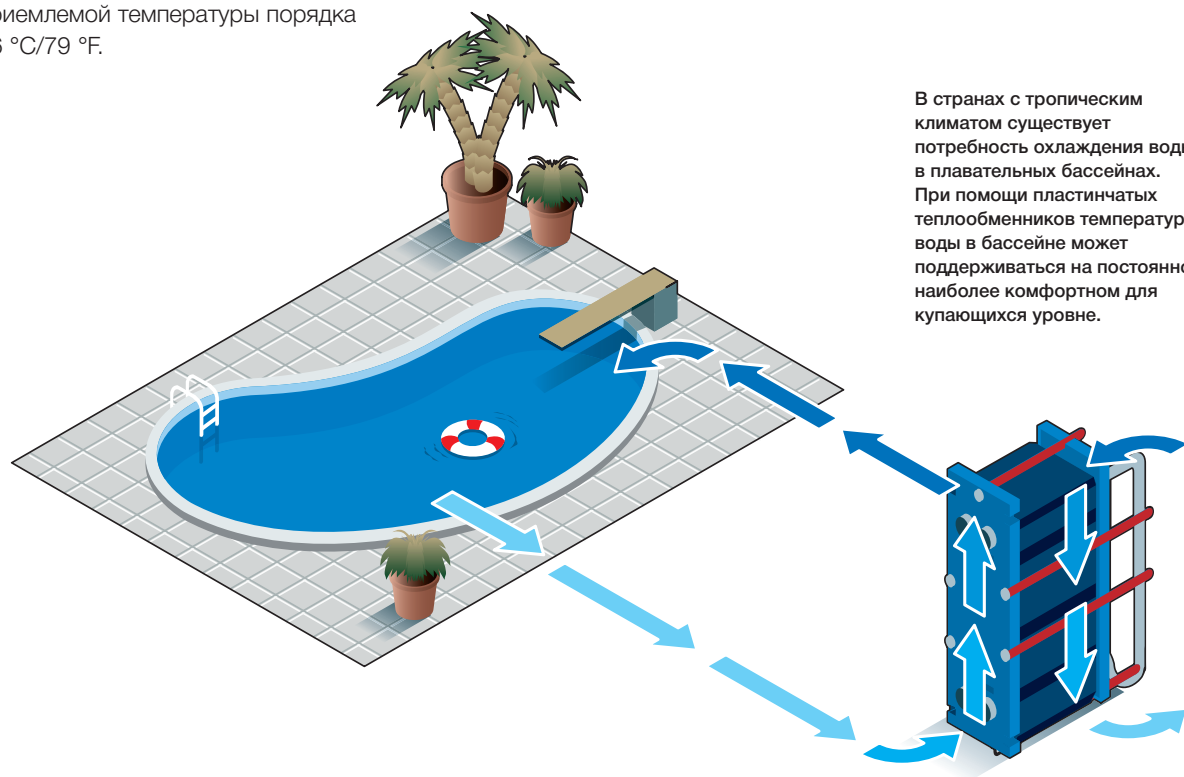 риемлемой температуры порядка
°C/79 °F.
В странах с тропическим
климатом существует
потребность охлаждения вод
в плавательных бассейнах.
При помощи пластинчатых
теплообменников температур
воды в бассейне может
поддерживаться на постоянно
наиболее комфортном для
купающихся уровне.